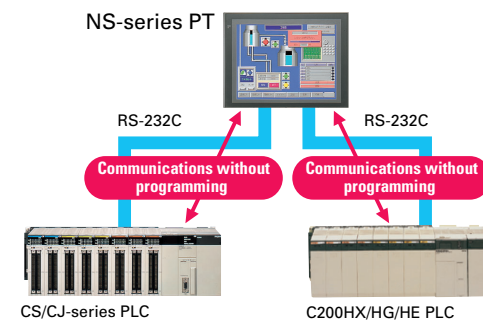 NS-series PT
RS-232C
RS-232C
Communications without
programming
Communications without
programming
CS/CJ-series PLC
C200HX/HG/HE PLC